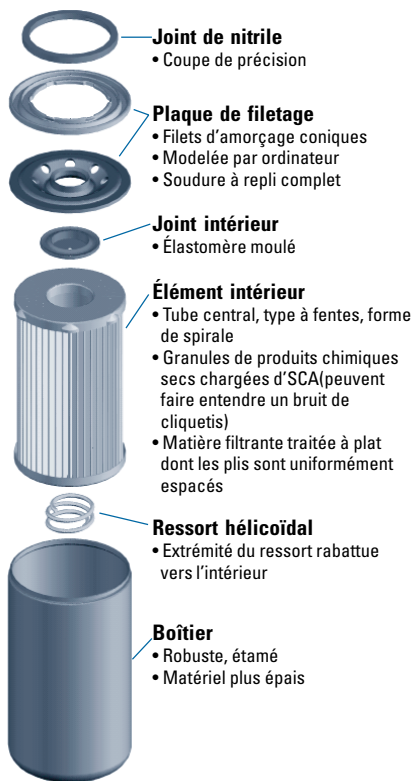 Joint de nitrile
• Coupe de précision
Plaque de filetage
• Filets d'amorçage coniques
• Modelée par ordinateur
• Soudure à repli complet
Joint intérieur
• Élastomère moulé
Élément intérieur
• Tube central, type à fentes, forme
de spirale
• Granules de produits chimiques
secs chargées d'SCA(peuvent
faire entendre un bruit de
cliquetis)
• Matière filtrante traitée à plat
dont les plis sont uniformément
espacés
Ressort hélicoïdal
• Extrémité du ressort rabattue
vers l'intérieur
Boîtier
• Robuste, étamé
• Matériel plus épais